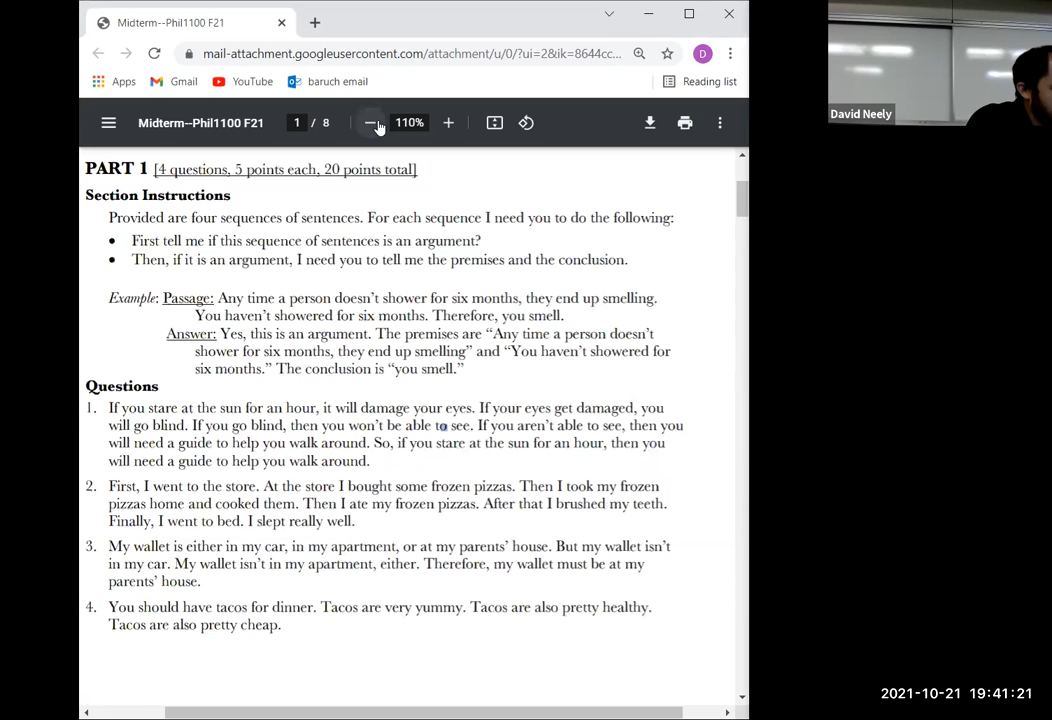 Midterm--Phil1100 F21
mail-attachment.googleusercontent.com/attachment/u/0/?ui=2&ik=8644cc...
D
Apps
Gmail
YouTube
baruch email
Reading list
Midterm--Phil1100 F21
1 / 8
110%
David Neely
PART 1 [4 questions, 5 points each, 20 points total]
Section Instructions
Provided are four sequences of sentences. For each sequence I need you to do the following:
• First tell me if this sequence of sentences is an argument?
• Then, if it is an argument, I need you to tell me the premises and the conclusion.
Example: Passage: Any time a person doesn't shower for six months, they end up smelling.
You haven't showered for six months. Therefore, you smell.
Answer: Yes, this is an argument. The premises are “Any time a person doesn't
shower for six months, they end up smelling” and “You haven't showered for
six months.” The conclusion is “you smell.”
Questions
1. If you stare at the sun for an hour, it will damage your eyes. If your eyes get damaged, you
will go blind. If you go blind, then you won't be able to see. If you aren't able to see, then you
will need a guide to help you walk around. So, if you stare at the sun for an hour, then you
will need a guide to help you walk around.
2. First, I went to the store. At the store I bought some frozen pizzas. Then I took my frozen
pizzas home and cooked them. Then I ate my frozen pizzas. After that I brushed my teeth.
Finally, I went to bed. I slept really well.
3. My wallet is either in my car, in my apartment, or at my parents' house. But my wallet isn't
in my car. My wallet isn't in my apartment, either. Therefore, my wallet must be at my
parents' house.
4. You should have tacos for dinner. Tacos are very yummy. Tacos are also pretty healthy.
Tacos are also pretty cheap.
2021-10-21 19:41:21